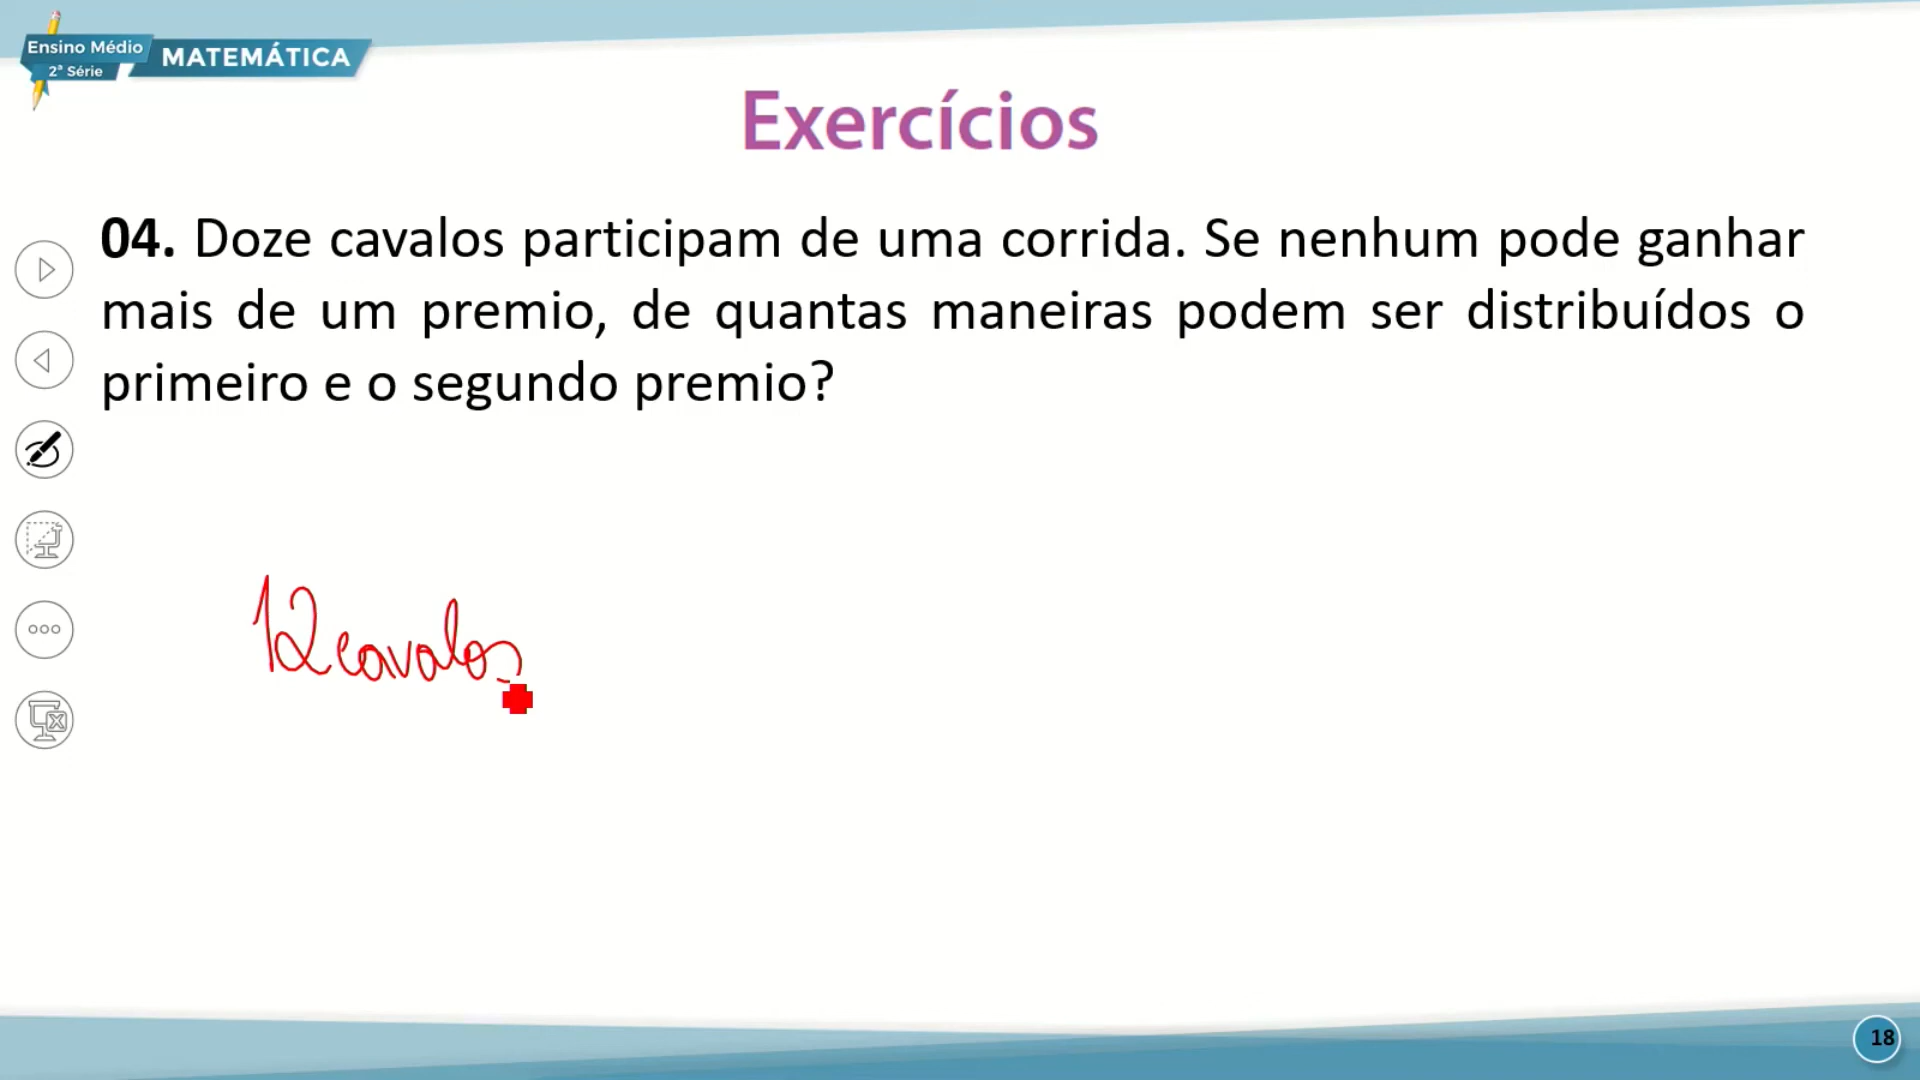 Ensino Médio
2ª Série
MATEMÁTICA
Exercícios
04. Doze cavalos participam de uma corrida. Se nenhum pode ganhar
mais de um premio, de quantas maneiras podem ser distribuídos o
primeiro e o segundo premio?
12 cavalos
18